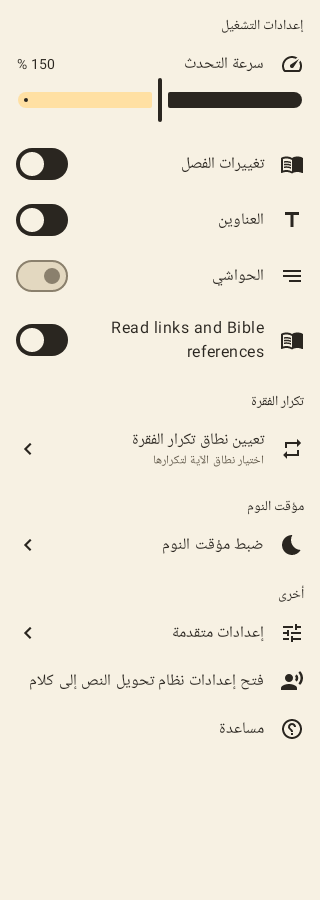 إعدادات التشغيل
سرعة التحدث
150 %
تغييرات الفصل
العناوين
الحواشي
Read links and Bible
references
تكرار الفقرة
تعيين نطاق تكرار الفقرة
اختيار نطاق الآية لتكرارها
مؤقت النوم
ضبط مؤقت النوم
أخرى
إعدادات متقدمة
فتح إعدادات نظام تحويل النص إلى كلام
مساعدة